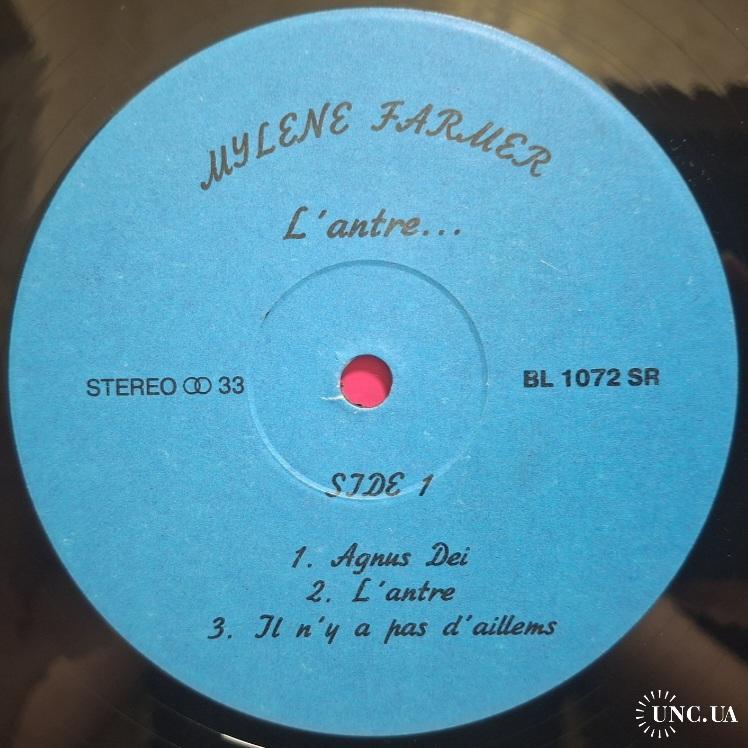 MYLENE FARMER
L'antre...
STEREO 33
BL 1072 SR
SIDE 1
1. Agnus Dei
2. L'antre
3. Il n'y a pas d'aillems
UNC.UA